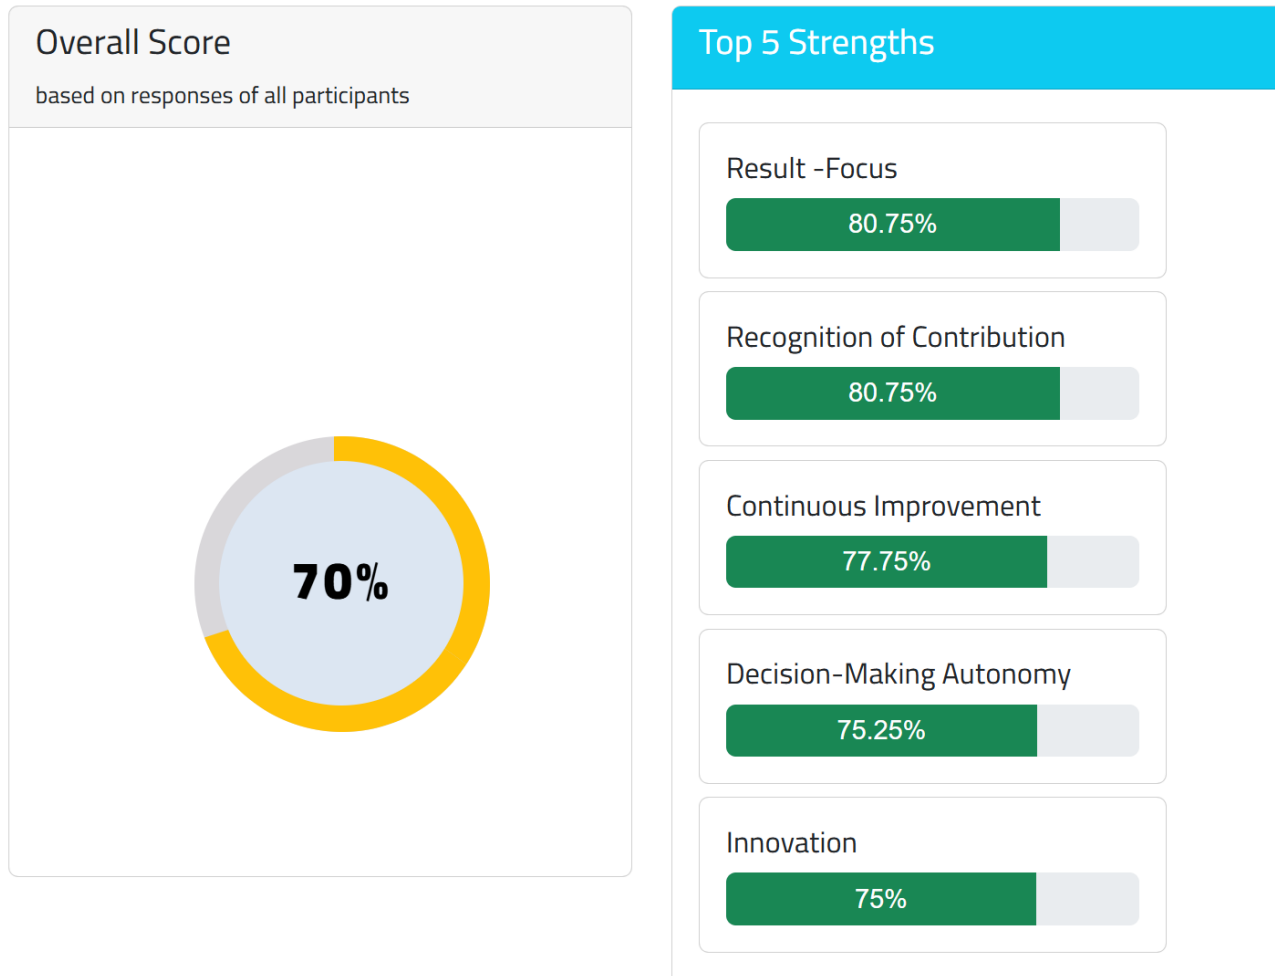 Overall Score
based on responses of all participants
70%
Top 5 Strengths
Result -Focus
80.75%
Recognition of Contribution
80.75%
Continuous Improvement
77.75%
Decision-Making Autonomy
75.25%
Innovation
75%